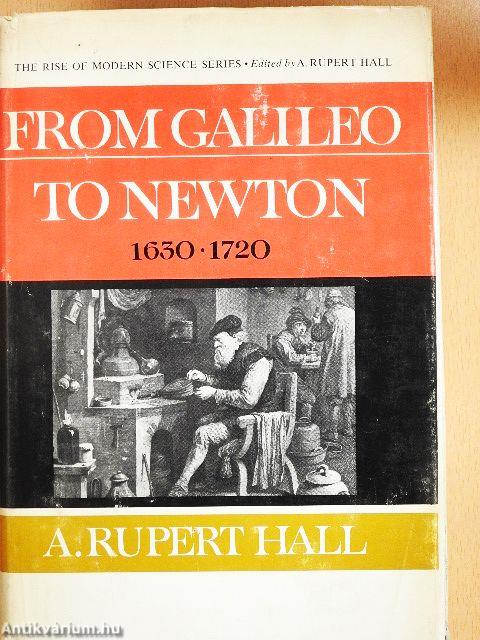 THE RISE OF MODERN SCIENCE SERIES • Edited by A. RUPERT HALL
FROM GALILEO
TO NEWTON
1630 · 1720
A. RUPERT HALL
Antikvárium.hu